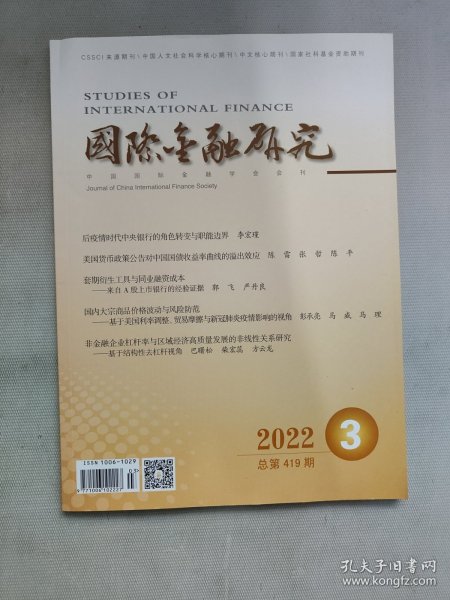 CSSCI来源期刊\中国人文社会科学核心期刊\中文核心期刊\国家社科基金资助期刊
STUDIES OF
INTERNATIONAL FINANCE
國際金融研究
中国国际金融学会会刊
Journal of China International Finance Society
后疫情时代中央银行的角色转变与职能边界 李宏瑾
美国货币政策公告对中国国债收益率曲线的溢出效应 陈雷 张哲 陈平
套期衍生工具与同业融资成本
——来自A股上市银行的经验证据 郭飞 严丹良
国内大宗商品价格波动与风险防范
——基于美国利率调整、贸易摩擦与新冠肺炎疫情影响的视角 彭承亮 马威 马理
非金融企业杠杆率与区域经济高质量发展的非线性关系研究
——基于结构性去杠杆视角 巴曙松 柴宏蕊 方云龙
2022 3
总第419期
ISSN 1006-1029
03>
9 771006 102227
孔夫子旧书网
www.kongfz.com